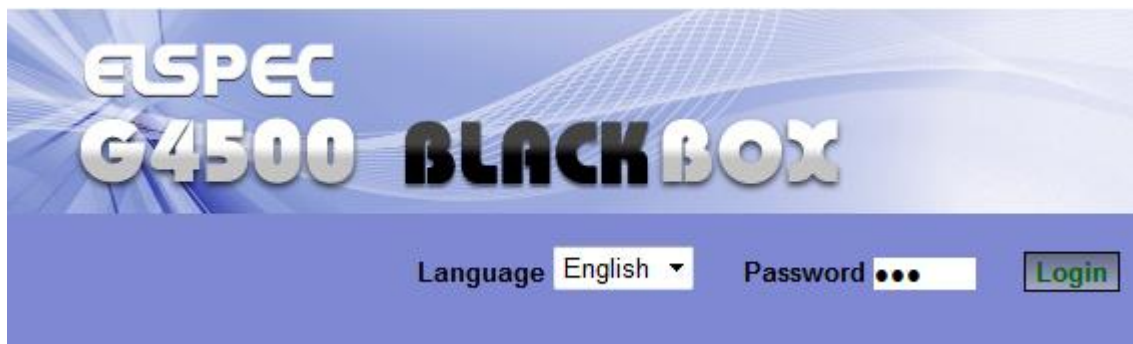 ELSPEC
G4500 BLACKBOX
Language English Password ●●● Login